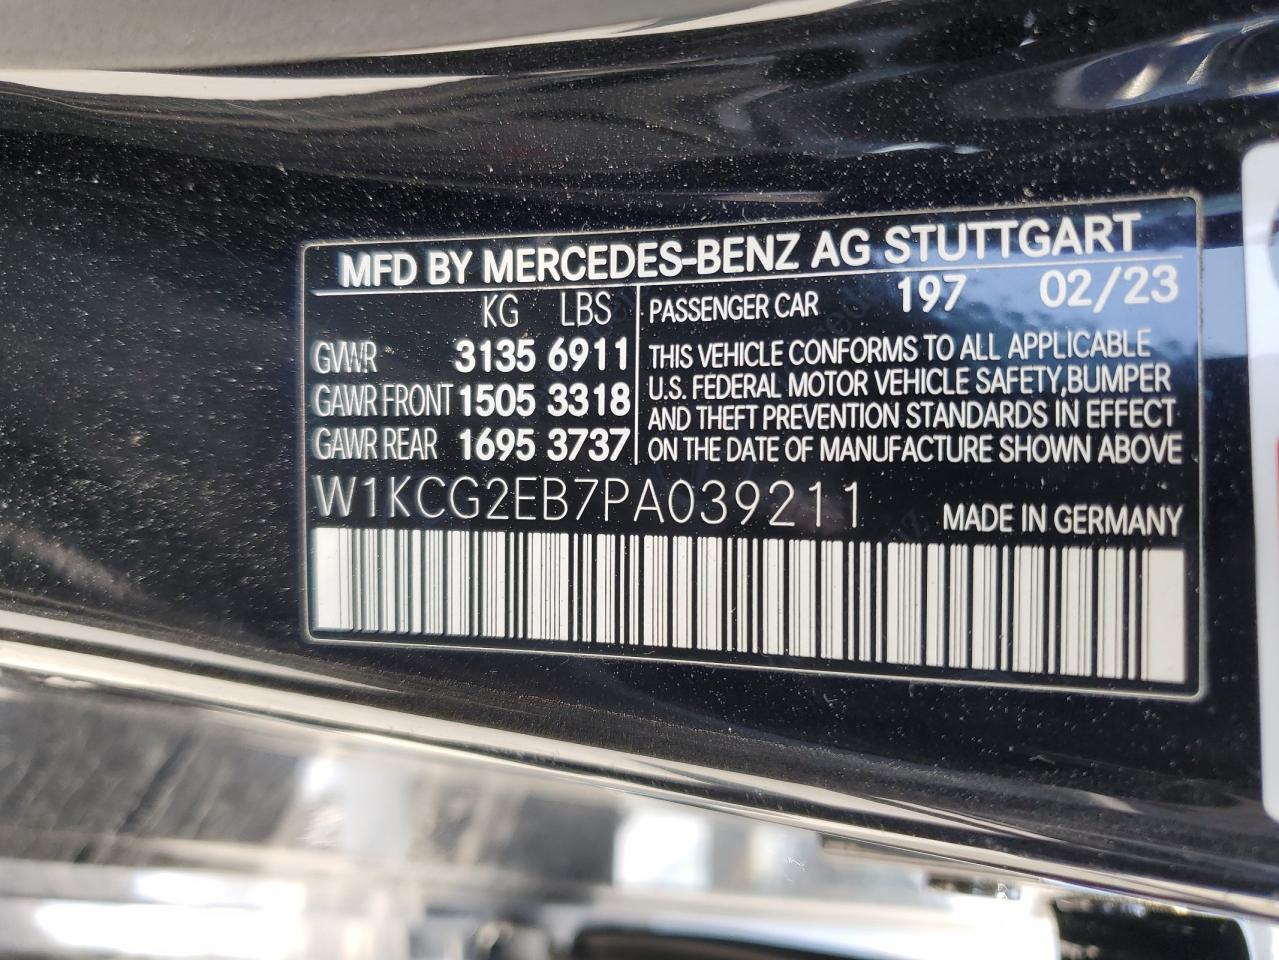 MFD BY MERCEDES-BENZ AG STUTTGART
KG LBS
GVWR 3135 6911
GAWR FRONT 1505 3318
GAWR REAR 1695 3737
PASSENGER CAR 197 02/23
THIS VEHICLE CONFORMS TO ALL APPLICABLE
U.S. FEDERAL MOTOR VEHICLE SAFETY,BUMPER
AND THEFT PREVENTION STANDARDS IN EFFECT
ON THE DATE OF MANUFACTURE SHOWN ABOVE
W1KCG2EB7PA039211
MADE IN GERMANY